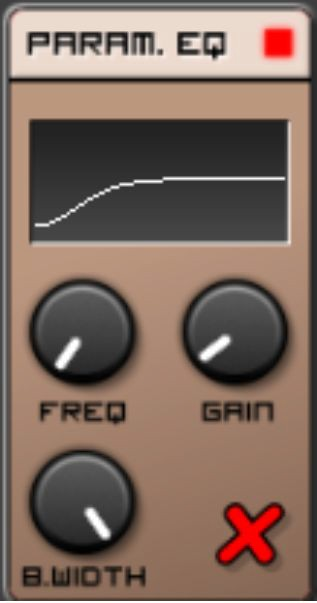 PARAM. EQ
FREQ GAIN
B.WIDTH